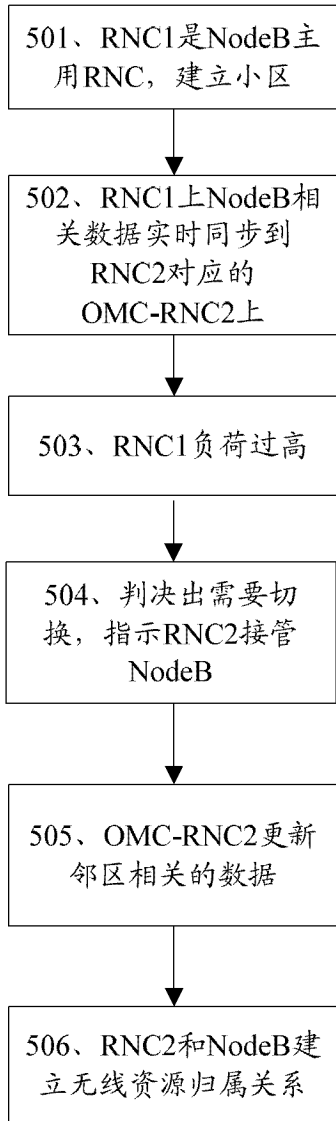 501、RNC1是NodeB主
用RNC，建立小区
502、RNC1上NodeB相
关数据实时同步到
RNC2对应的
OMC-RNC2上
503、RNC1负荷过高
504、判决出需要切
换，指示RNC2接管
NodeB
505、OMC-RNC2更新
邻区相关的数据
506、RNC2和NodeB建
立无线资源归属关系